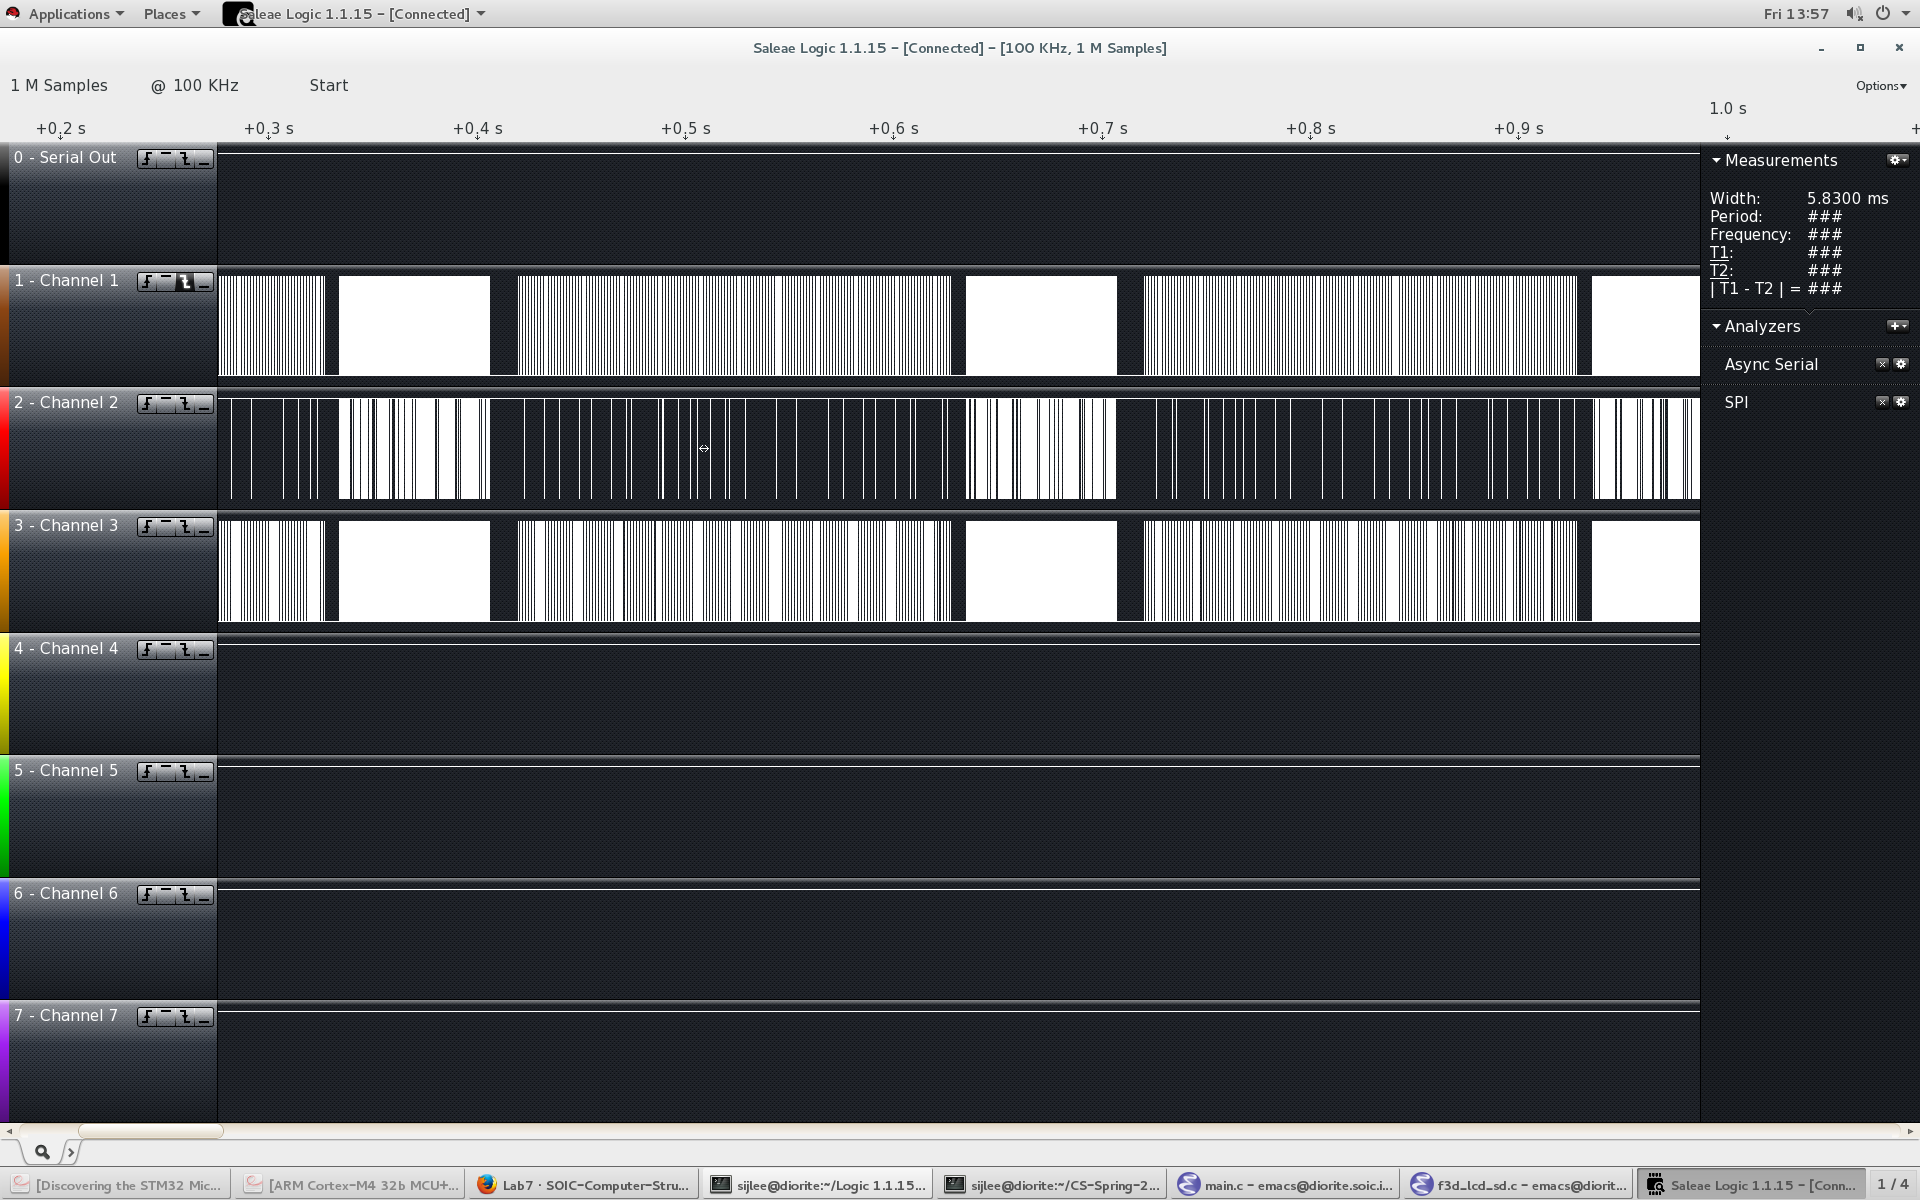 Applications
Places
Saleae Logic 1.1.15 – [Connected]
Fri 13:57
Saleae Logic 1.1.15 – [Connected] – [100 KHz, 1 M Samples]
1 M Samples @ 100 KHz Start
Options
1.0 s
+0.2 s +0.3 s +0.4 s +0.5 s +0.6 s +0.7 s +0.8 s +0.9 s +
0 - Serial Out
1 - Channel 1
2 - Channel 2
3 - Channel 3
4 - Channel 4
5 - Channel 5
6 - Channel 6
7 - Channel 7
Measurements
Width: 5.8300 ms
Period: ###
Frequency: ###
T1: ###
T2: ###
| T1 - T2 | = ###
Analyzers
Async Serial
SPI
[Discovering the STM32 Mic...
[ARM Cortex-M4 32b MCU+...
Lab7 · SOIC-Computer-Stru...
sijlee@diorite:~/Logic 1.1.15...
sijlee@diorite:~/CS-Spring-2...
main.c – emacs@diorite.soic.i...
f3d_lcd_sd.c – emacs@diorit...
Saleae Logic 1.1.15 – [Conn...
1 / 4